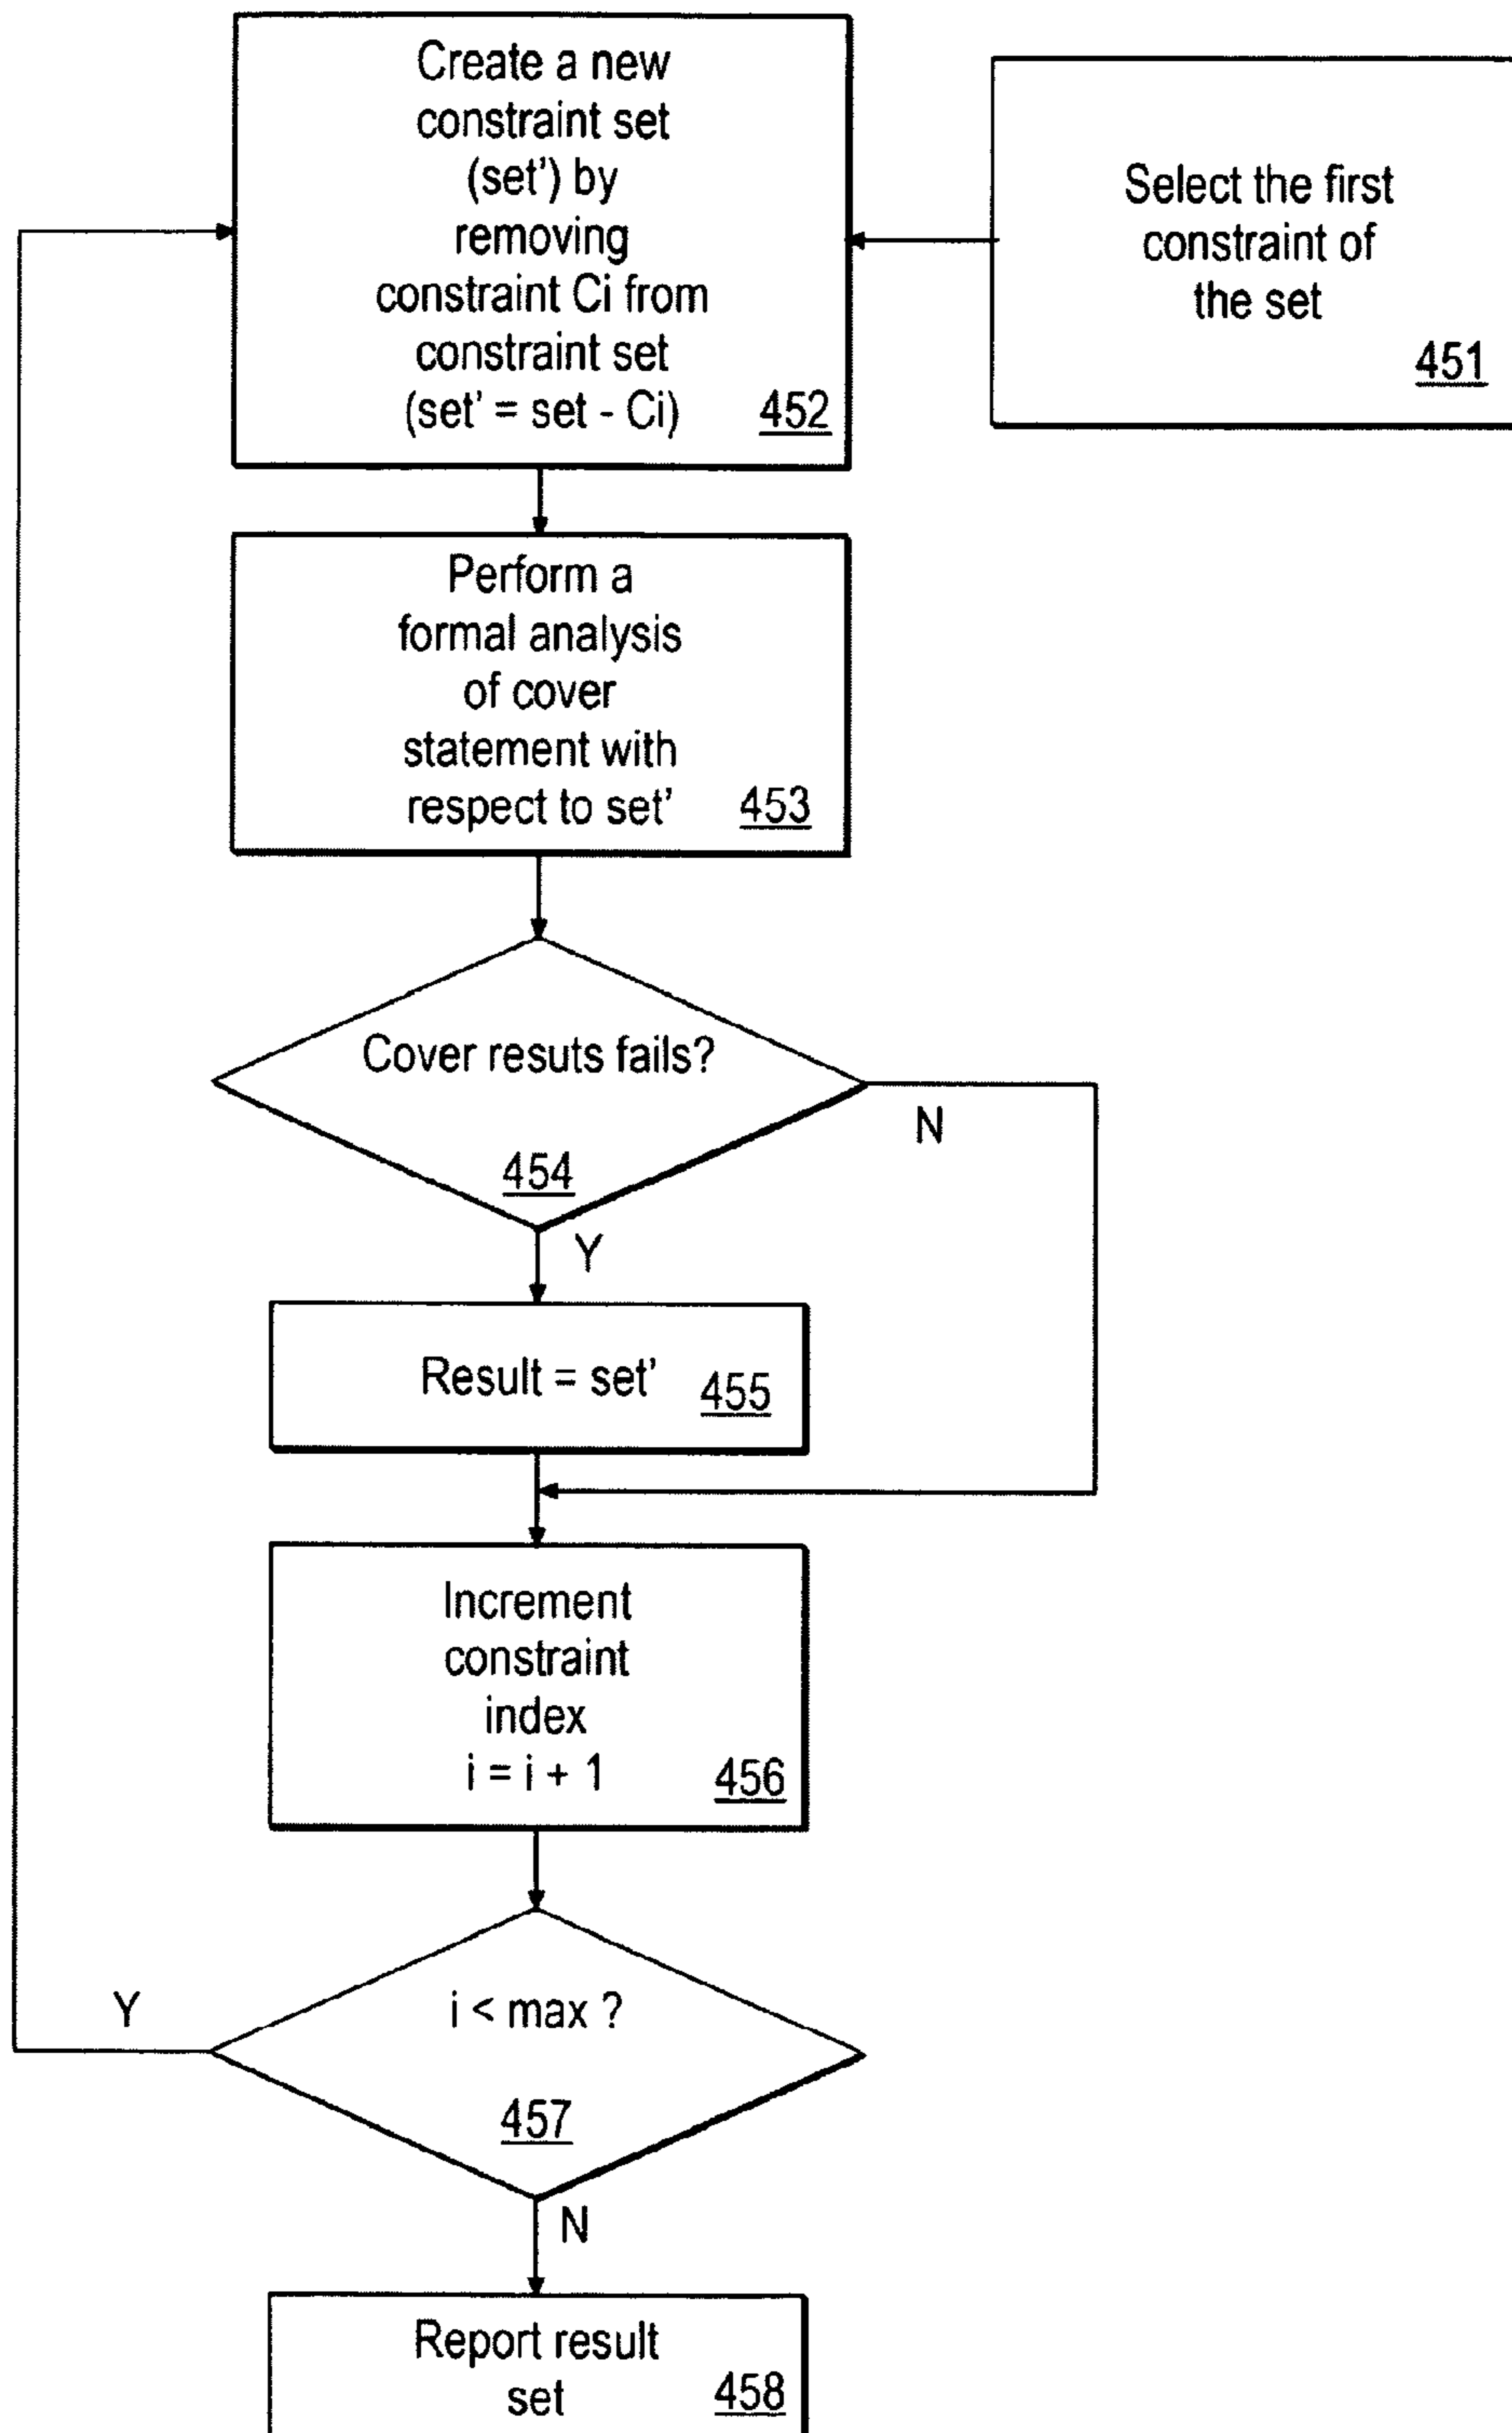 Create a new
constraint set
(set') by
removing
constraint Ci from
constraint set
(set' = set - Ci)
452
Select the first
constraint of
the set
451
Perform a
formal analysis
of cover
statement with
respect to set'
453
Cover resuts fails?
454
N
Y
Result = set'
455
Increment
constraint
index
i = i + 1
456
Y
i < max ?
457
N
Report result
set
458